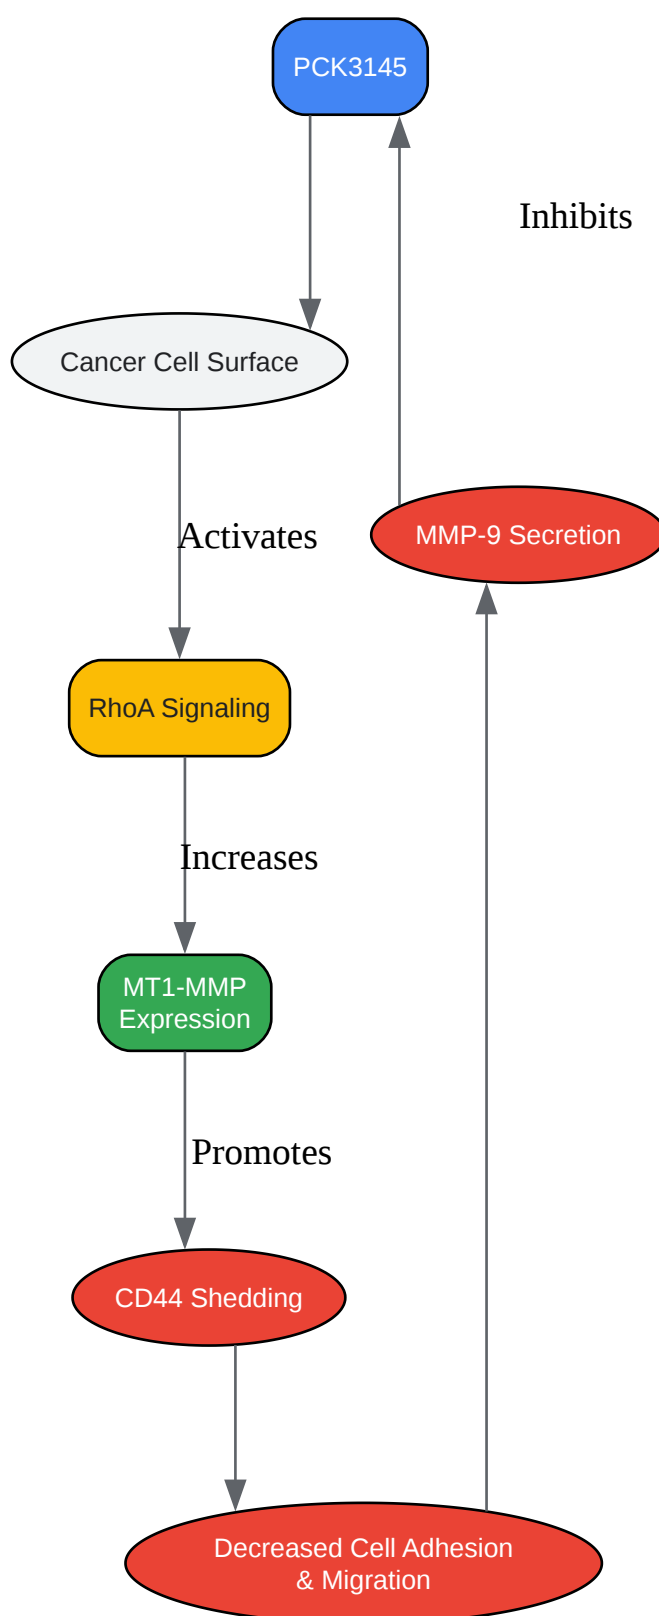 PCK3145
Inhibits
Cancer Cell Surface
Activates
MMP-9 Secretion
RhoA Signaling
Increases
MT1-MMP
Expression
Promotes
CD44 Shedding
Decreased Cell Adhesion
& Migration